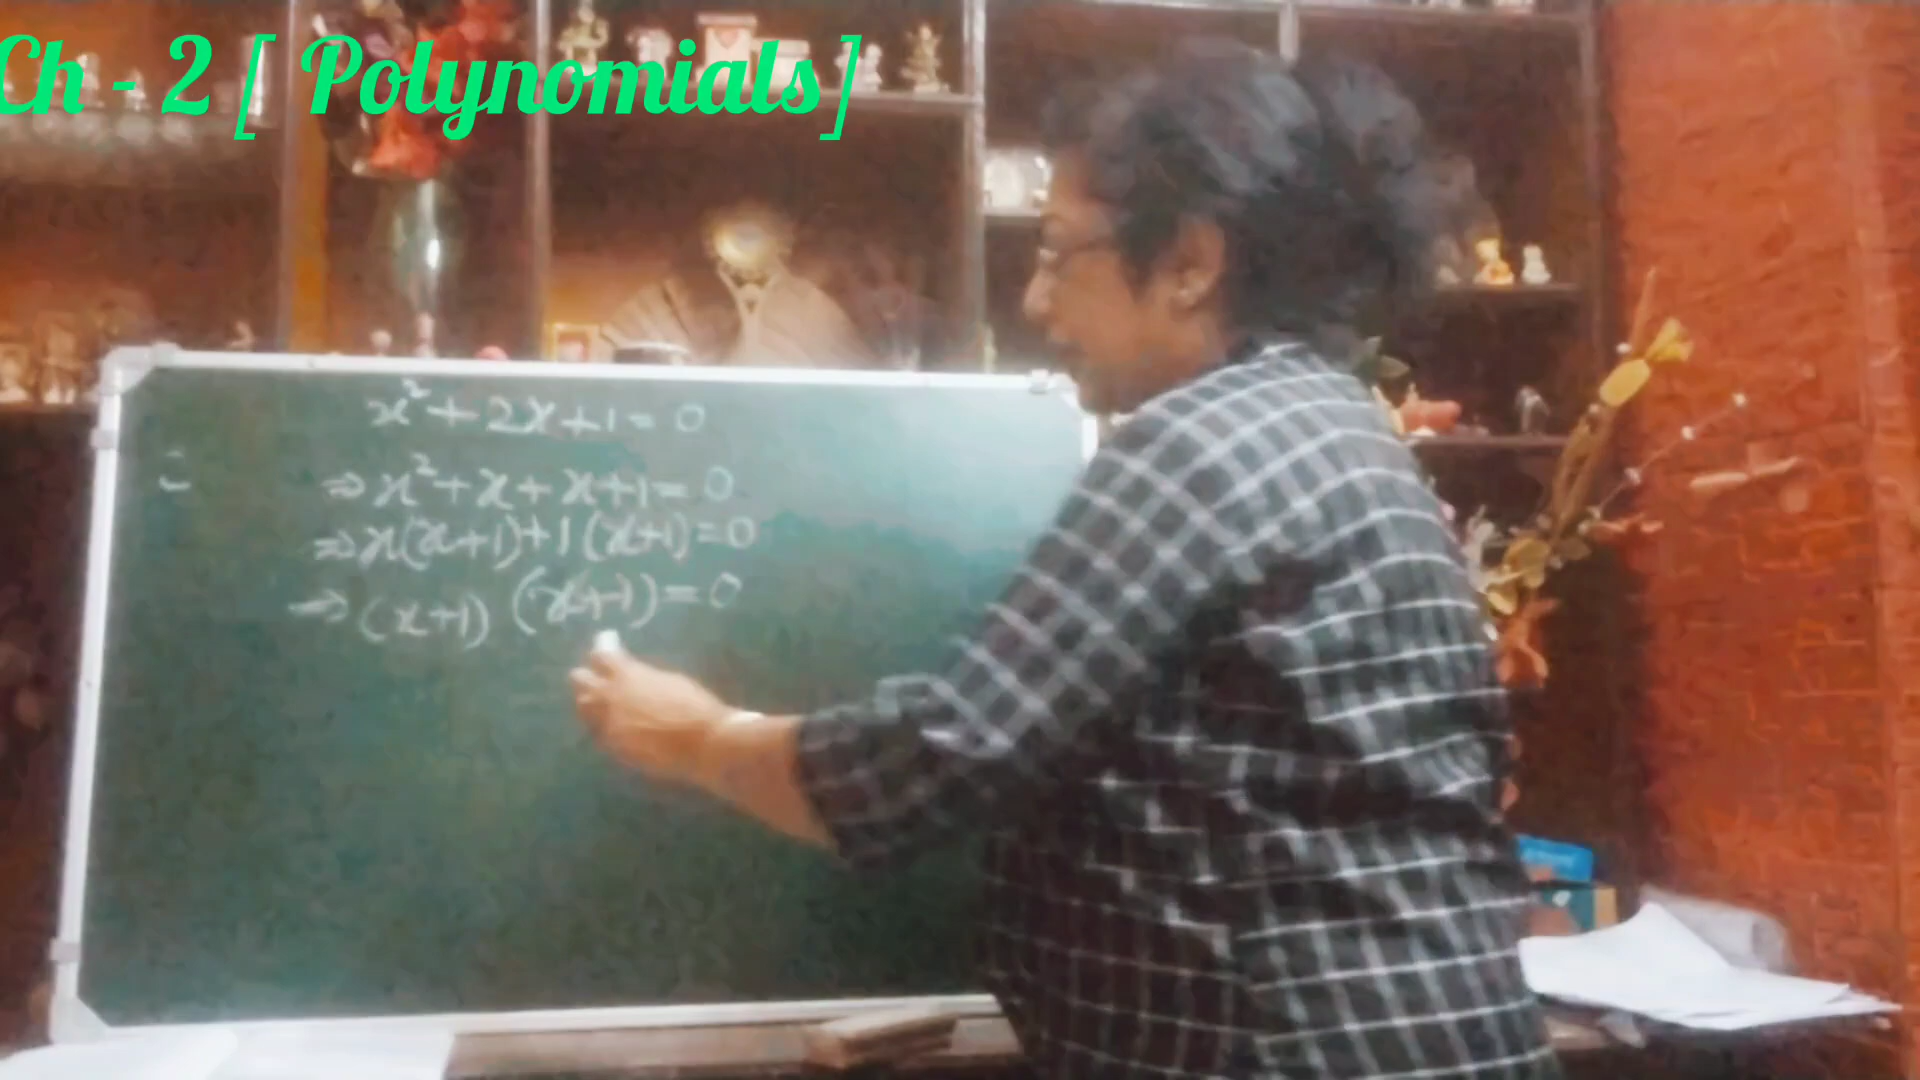 Ch - 2 [ Polynomials]
x² + 2x + 1 = 0
⇒ x² + x + x + 1 = 0
⇒ x(x+1) + 1 (x+1) = 0
⇒ (x+1) (x+1) = 0